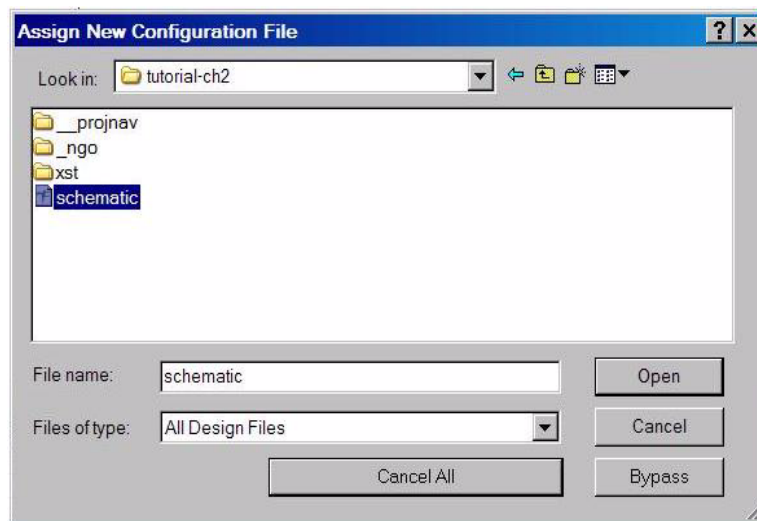 Assign New Configuration File
Look in: tutorial-ch2
__projnav
_ngo
xst
schematic
File name: schematic Open
Files of type: All Design Files Cancel
Cancel All Bypass